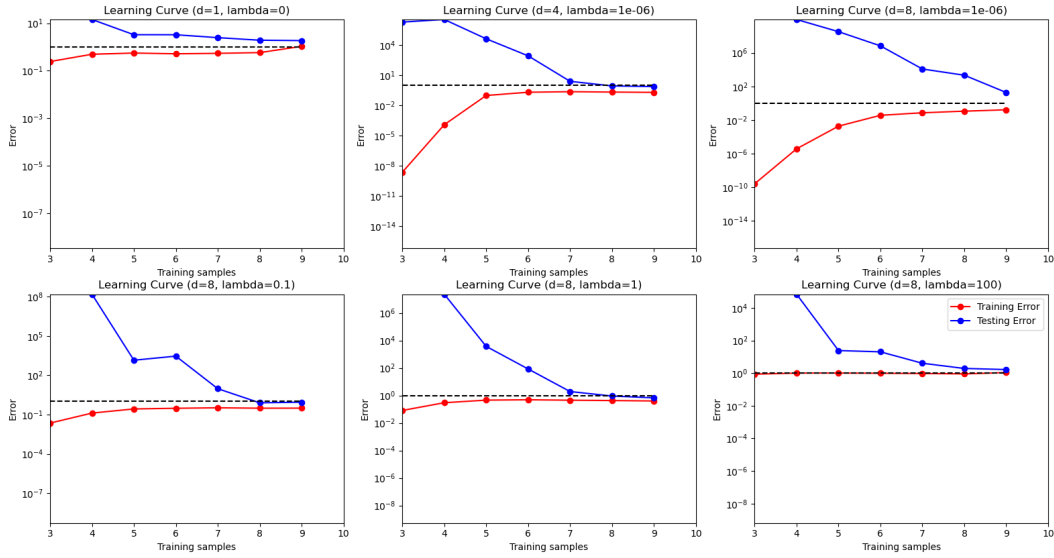 Learning Curve (d=1, lambda=0)
10^1
10^-1
10^-3
10^-5
10^-7
Error
3 4 5 6 7 8 9 10
Training samples
Learning Curve (d=4, lambda=1e-06)
10^4
10^1
10^-2
10^-5
10^-8
10^-11
10^-14
Error
3 4 5 6 7 8 9 10
Training samples
Learning Curve (d=8, lambda=1e-06)
10^6
10^2
10^-2
10^-6
10^-10
10^-14
Error
3 4 5 6 7 8 9 10
Training samples
Learning Curve (d=8, lambda=0.1)
10^8
10^5
10^2
10^-1
10^-4
10^-7
Error
3 4 5 6 7 8 9 10
Training samples
Learning Curve (d=8, lambda=1)
10^6
10^4
10^2
10^0
10^-2
10^-4
10^-6
10^-8
Error
3 4 5 6 7 8 9 10
Training samples
Learning Curve (d=8, lambda=100)
Training Error
Testing Error
10^4
10^2
10^0
10^-2
10^-4
10^-6
10^-8
Error
3 4 5 6 7 8 9 10
Training samples